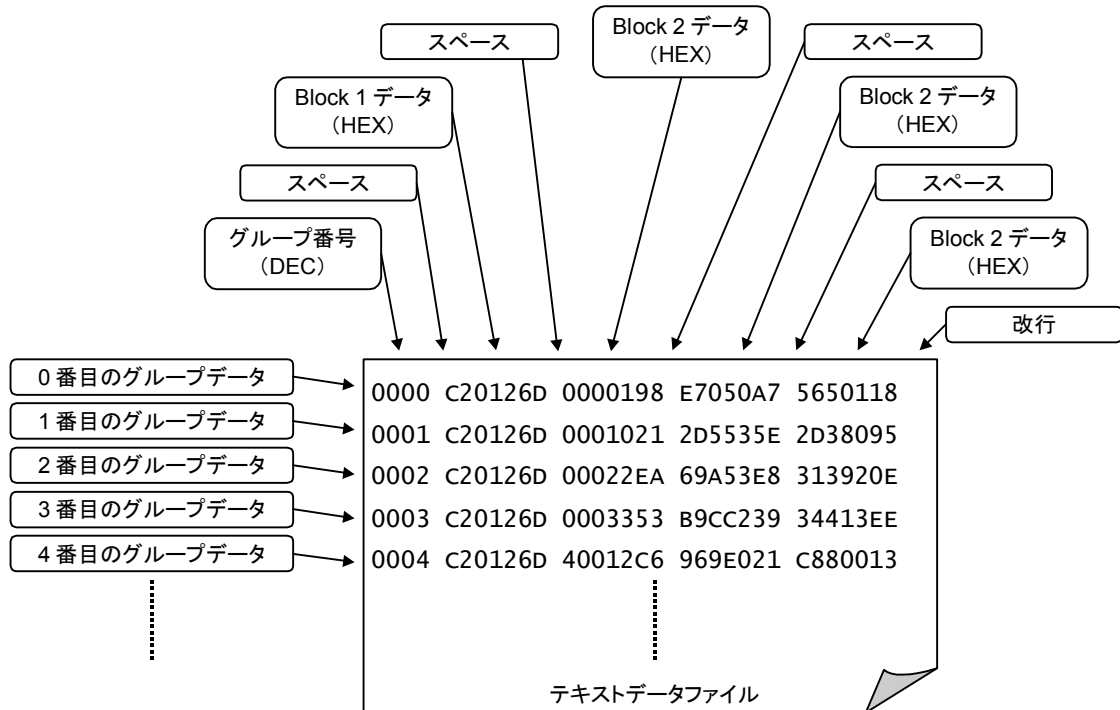 スペース
Block 2 データ
(HEX)
スペース
Block 1 データ
(HEX)
Block 2 データ
(HEX)
スペース
スペース
グループ番号
(DEC)
Block 2 データ
(HEX)
改行
0 番目のグループデータ
1 番目のグループデータ
2 番目のグループデータ
3 番目のグループデータ
4 番目のグループデータ
0000 C20126D 0000198 E7050A7 5650118
0001 C20126D 0001021 2D5535E 2D38095
0002 C20126D 00022EA 69A53E8 313920E
0003 C20126D 0003353 B9CC239 34413EE
0004 C20126D 40012C6 969E021 C880013
テキストデータファイル